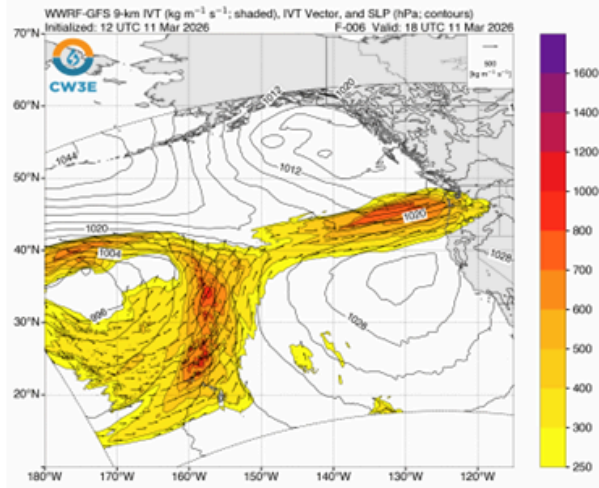 WWRF-GFS 9-km IVT (kg m⁻¹ s⁻¹; shaded), IVT Vector, and SLP (hPa; contours)
Initialized: 12 UTC 11 Mar 2026 F-006 Valid: 18 UTC 11 Mar 2026
70°N
CW3E
500
[kg m⁻¹ s⁻¹]
1012
1020
1600
60°N
1400
1044
1012
1200
50°N
1000
1020
1020
800
40°N
1004
1028
700
996
1028
600
30°N
500
20°N
400
300
250
180°W
170°W
160°W
150°W
140°W
130°W
120°W